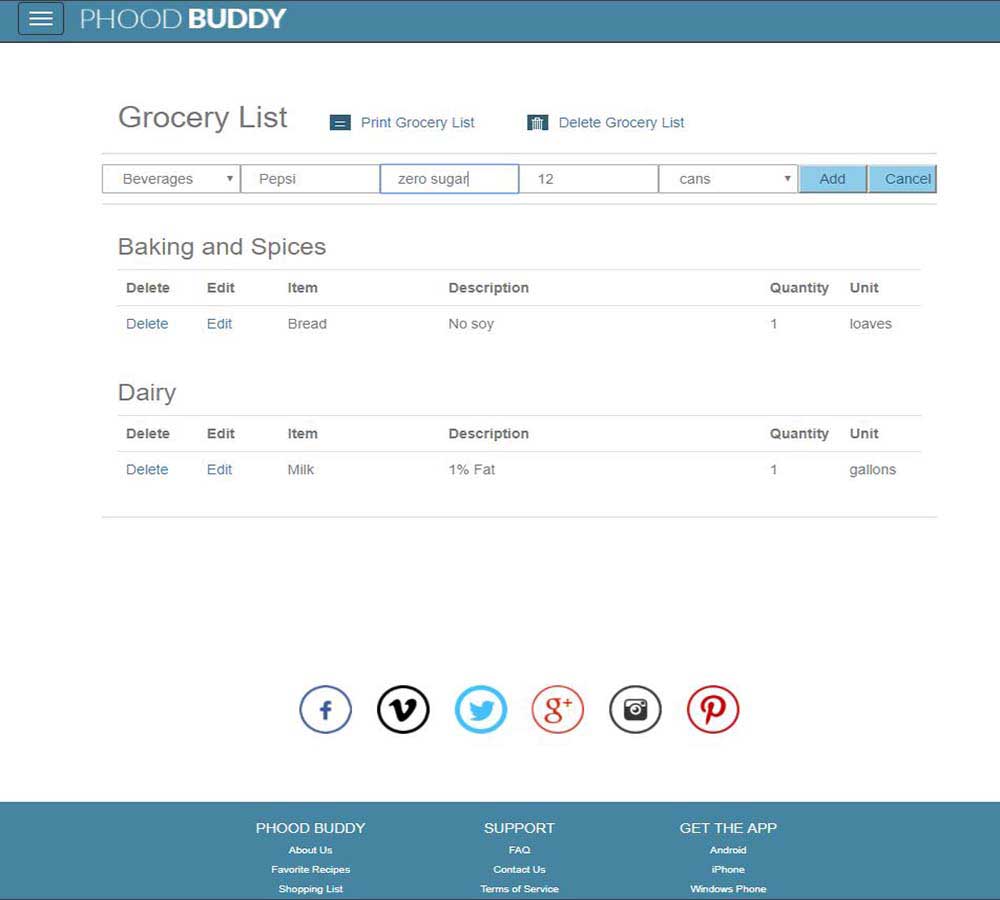 PHOOD BUDDY
Grocery List Print Grocery List Delete Grocery List
Beverages Pepsi zero sugar 12 cans Add Cancel
Baking and Spices
Delete Edit Item Description Quantity Unit
Delete Edit Bread No soy 1 loaves
Dairy
Delete Edit Item Description Quantity Unit
Delete Edit Milk 1% Fat 1 gallons
PHOOD BUDDY SUPPORT GET THE APP
About Us FAQ Android
Favorite Recipes Contact Us iPhone
Shopping List Terms of Service Windows Phone